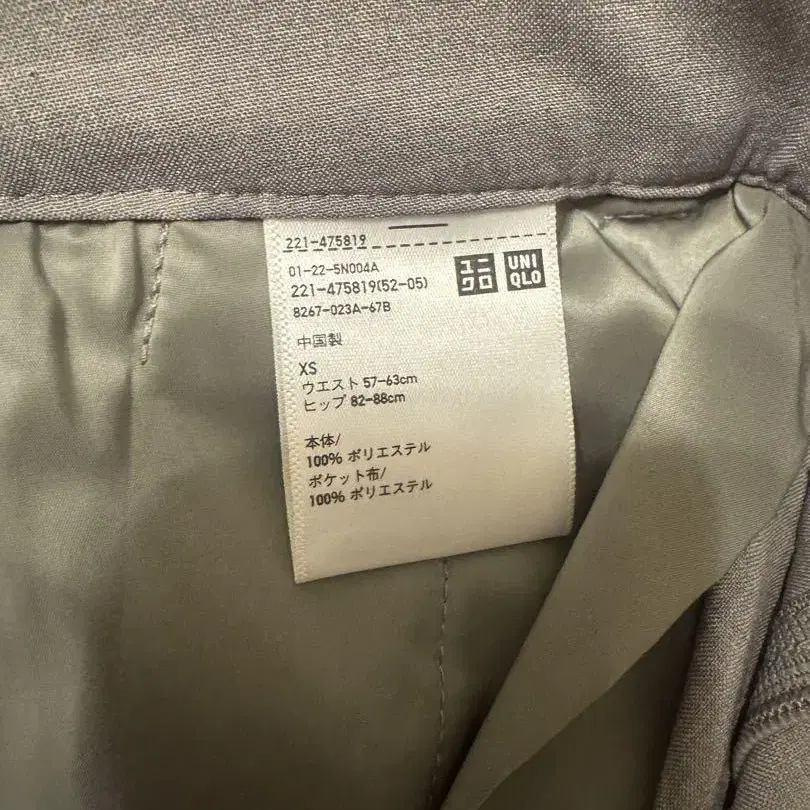 221-475819
01-22-5N004A
221-475819(52-05)
8267-023A-67B
ユニ
クロ
UNI
QLO
中国製
XS
ウエスト 57-63cm
ヒップ 82-88cm
本体/
100% ポリエステル
ポケット布/
100% ポリエステル